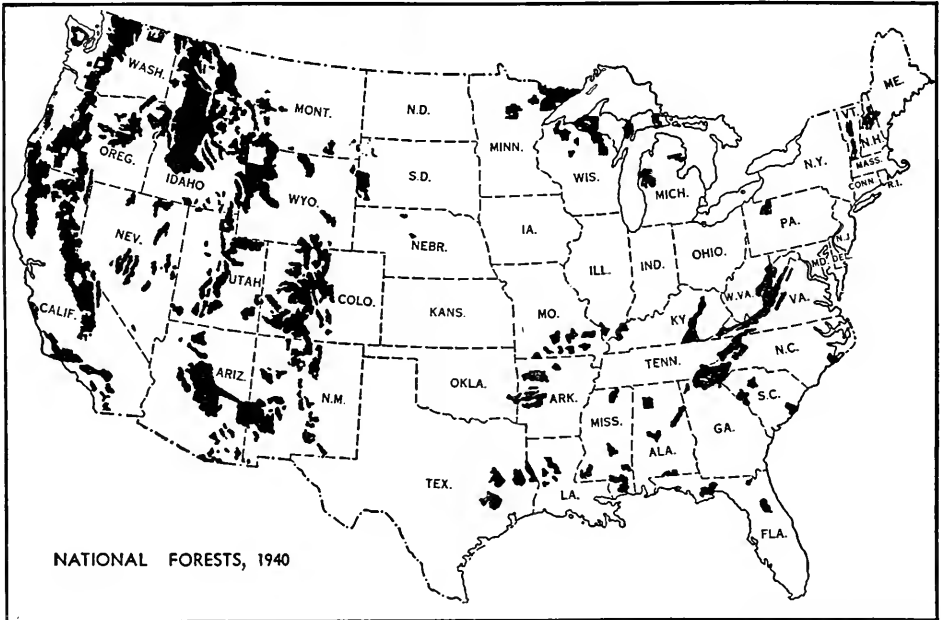 WASH.
ME.
MONT.
N.D.
VT.
MINN.
N.H.
OREG.
N.Y.
MASS.
S.D.
WIS.
IDAHO
MICH.
CONN.
R.I.
WYO.
PA.
IA.
NEV.
NEBR.
OHIO.
N.J.
ILL.
IND.
MD.
DEL.
UTAH
W.VA.
COLO.
VA.
CALIF.
KANS.
MO.
KY.
N.C.
TENN.
ARIZ.
OKLA.
N.M.
ARK.
S.C.
MISS.
GA.
ALA.
TEX.
LA.
FLA.
NATIONAL FORESTS, 1940